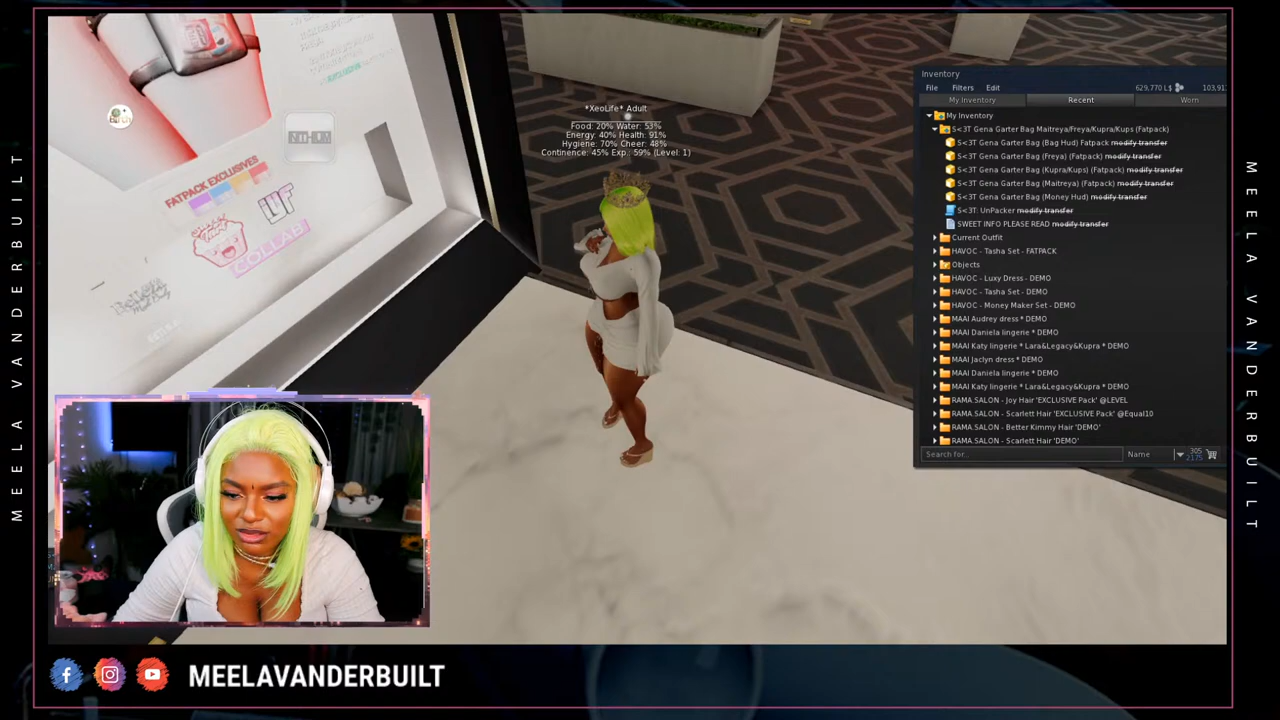 MEELA VANDERBUILT
FATPACK EXCLUSIVES
COLLAB!
*XeoLife* Adult
Food: 20% Water: 53%
Energy: 40% Health: 91%
Hygiene: 70% Cheer: 48%
Continence: 45% Exp.: 59% (Level: 1)
Inventory
File Filters Edit 629,770 L$
My Inventory Recent Worn
My Inventory
S<3T Gena Garter Bag Maitreya/Freya/Kupra/Kups (Fatpack)
S<3T Gena Garter Bag (Bag Hud) Fatpack modify transfer
S<3T Gena Garter Bag (Freya) (Fatpack) modify transfer
S<3T Gena Garter Bag (Kupra/Kups) (Fatpack) modify transfer
S<3T Gena Garter Bag (Maitreya) (Fatpack) modify transfer
S<3T Gena Garter Bag (Money Hud) modify transfer
S<3T: UnPacker modify transfer
SWEET INFO PLEASE READ modify transfer
Current Outfit
HAVOC - Tasha Set - FATPACK
Objects
HAVOC - Luxy Dress - DEMO
HAVOC - Tasha Set - DEMO
HAVOC - Money Maker Set - DEMO
MAAI Audrey dress * DEMO
MAAI Daniela lingerie * DEMO
MAAI Katy lingerie * Lara&Legacy&Kupra * DEMO
MAAI Jaclyn dress * DEMO
MAAI Daniela lingerie * DEMO
MAAI Katy lingerie * Lara&Legacy&Kupra * DEMO
RAMA.SALON - Joy Hair 'EXCLUSIVE Pack' @LEVEL
RAMA.SALON - Scarlett Hair 'EXCLUSIVE Pack' @Equal10
RAMA.SALON - Better Kimmy Hair 'DEMO'
RAMA.SALON - Scarlett Hair 'DEMO'
Search for... Name 305
2175
MEELAVANDERBUILT
MEELA VANDERBUILT